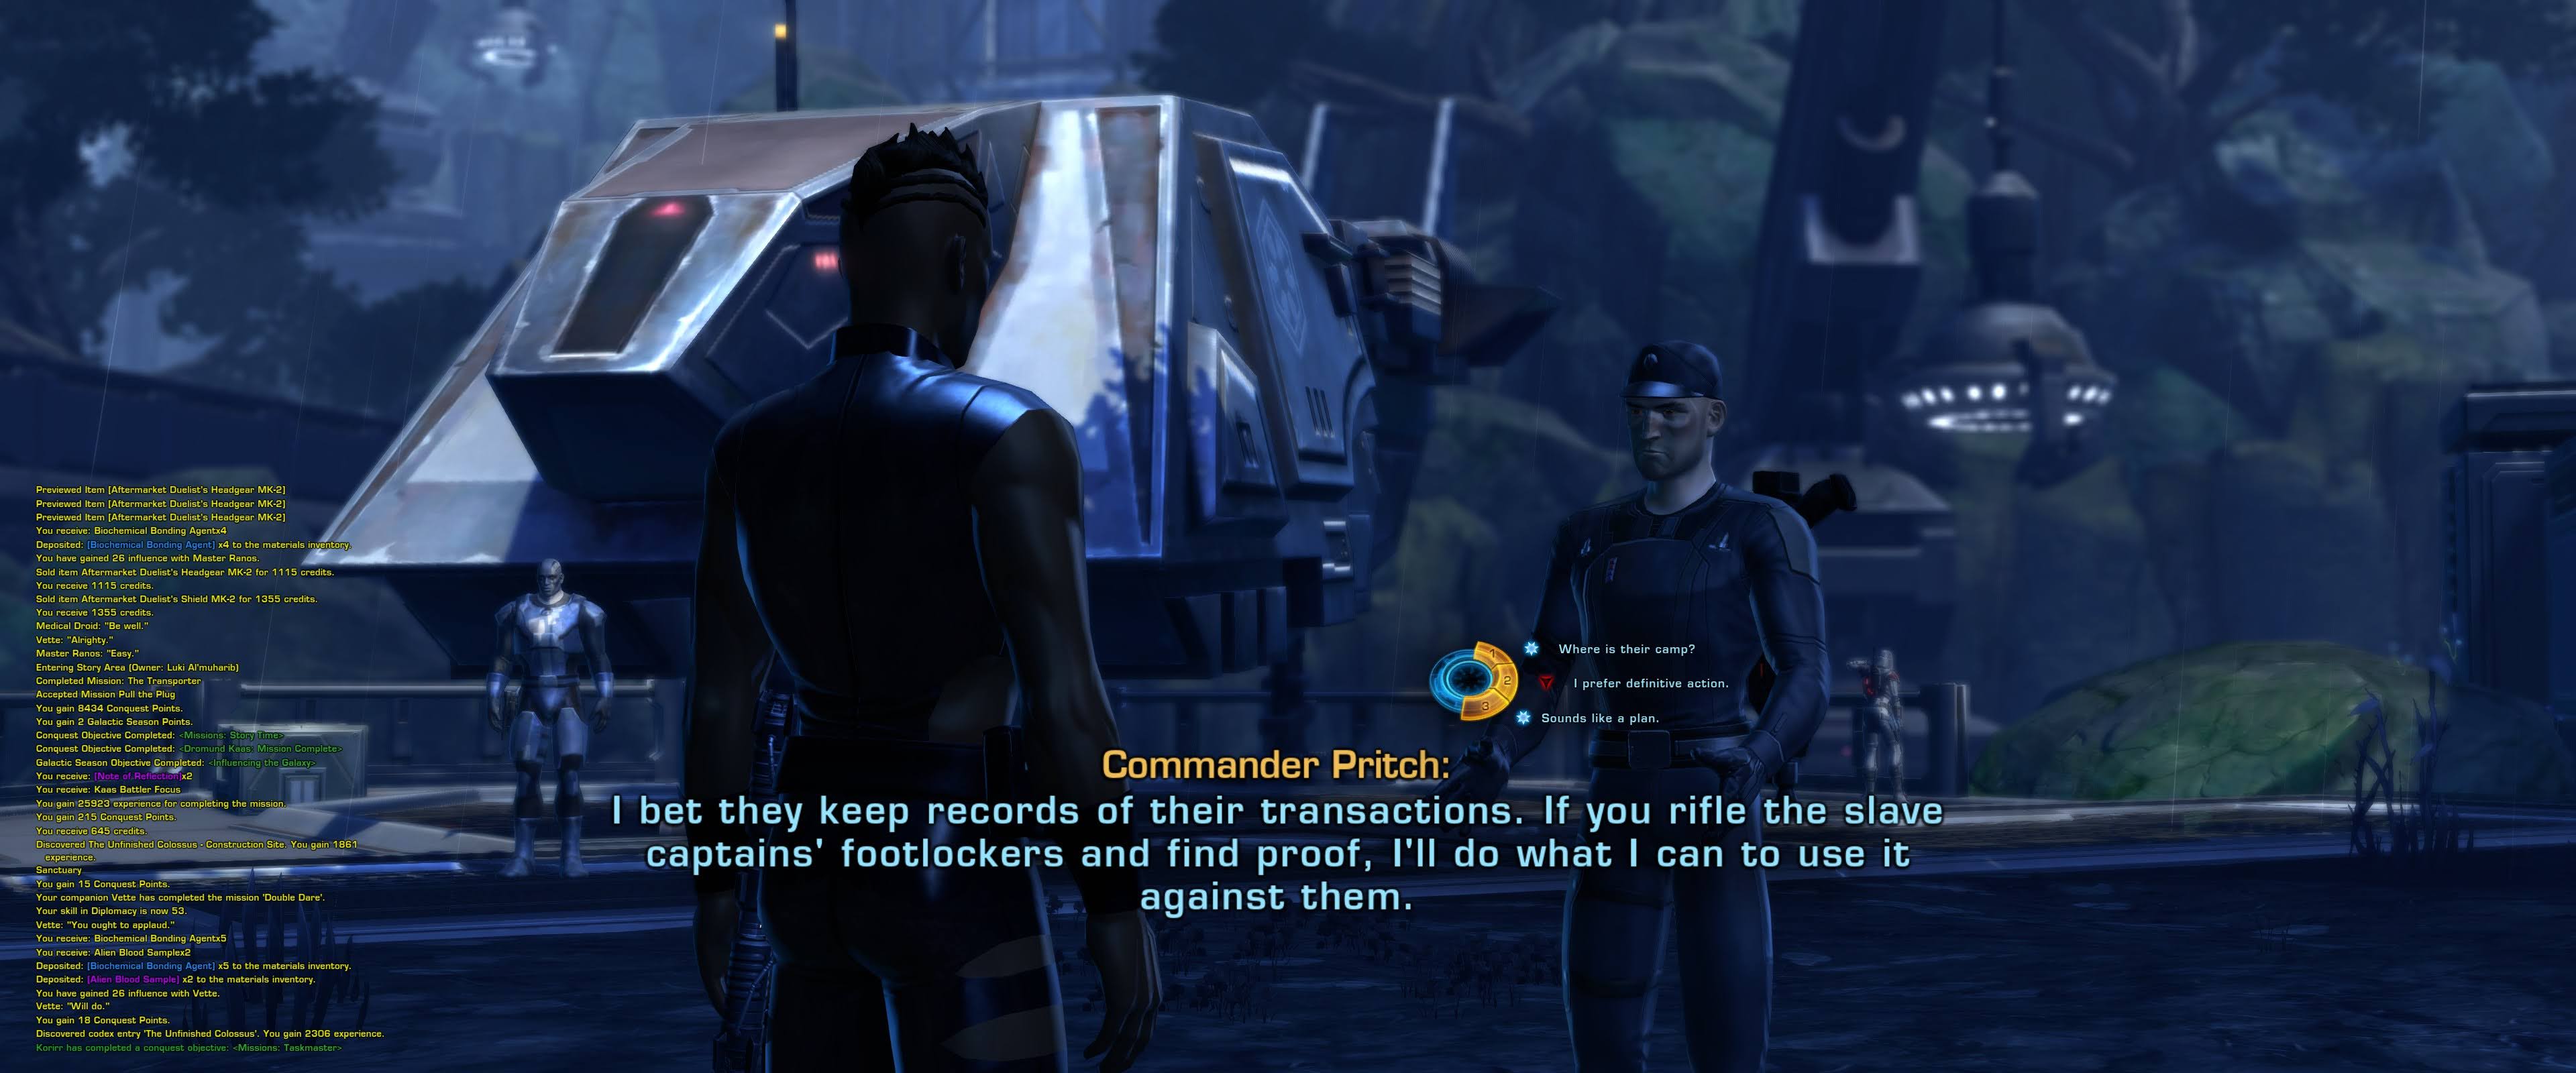 Previewed Item [Aftermarket Duelist's Headgear MK-2]
Previewed Item [Aftermarket Duelist's Headgear MK-2]
Previewed Item [Aftermarket Duelist's Headgear MK-2]
You receive: Biochemical Bonding Agentx4
Deposited: [Biochemical Bonding Agent] x4 to the materials inventory.
You have gained 26 influence with Master Ranos.
Sold item Aftermarket Duelist's Headgear MK-2 for 1115 credits.
You receive 1115 credits.
Sold item Aftermarket Duelist's Shield MK-2 for 1355 credits.
You receive 1355 credits.
Medical Droid: "Be well."
Vette: "Alrighty."
Master Ranos: "Easy."
Entering Story Area (Owner: Luki Al'muharib)
Completed Mission: The Transporter
Accepted Mission Pull the Plug
You gain 8434 Conquest Points.
You gain 2 Galactic Season Points.
Conquest Objective Completed: <Missions: Story Time>
Conquest Objective Completed: <Dromund Kaas: Mission Complete>
Galactic Season Objective Completed: <Influencing the Galaxy>
You receive: [Note of Reflection]x2
You receive: Kaas Battler Focus
You gain 25923 experience for completing the mission.
You gain 215 Conquest Points.
You receive 645 credits.
Discovered The Unfinished Colossus - Construction Site. You gain 1861
experience.
Sanctuary
You gain 15 Conquest Points.
Your companion Vette has completed the mission 'Double Dare'.
Your skill in Diplomacy is now 53.
Vette: "You ought to applaud."
You receive: Biochemical Bonding Agentx5
You receive: Alien Blood Samplex2
Deposited: [Biochemical Bonding Agent] x5 to the materials inventory.
Deposited: [Alien Blood Sample] x2 to the materials inventory.
You have gained 26 influence with Vette.
Vette: "Will do."
You gain 18 Conquest Points.
Discovered codex entry 'The Unfinished Colossus'. You gain 2306 experience.
Korirr has completed a conquest objective: <Missions: Taskmaster>
1 Where is their camp?
2 I prefer definitive action.
3 Sounds like a plan.
Commander Pritch:
I bet they keep records of their transactions. If you rifle the slave
captains' footlockers and find proof, I'll do what I can to use it
against them.